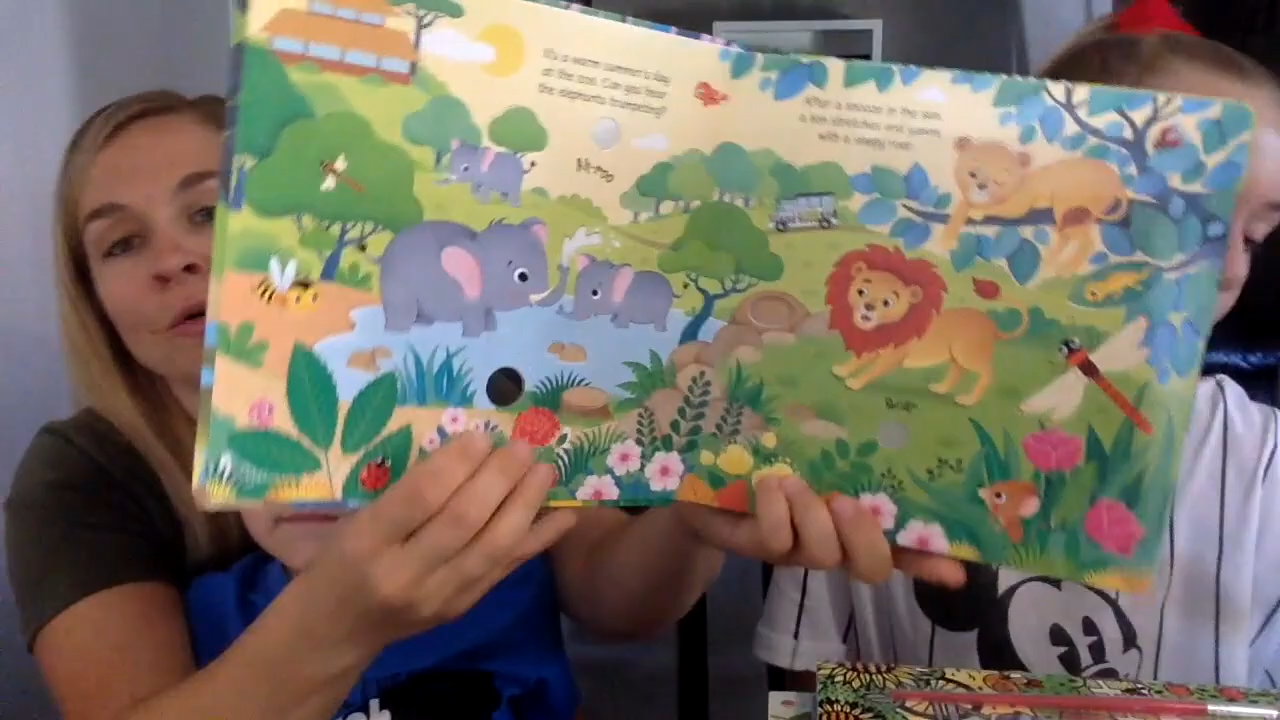 It's a warm summer's day
at the zoo. Can you hear
the elephants trumpeting?
After a snooze in the sun,
a lion stretches and yawns
with a sleepy roar.